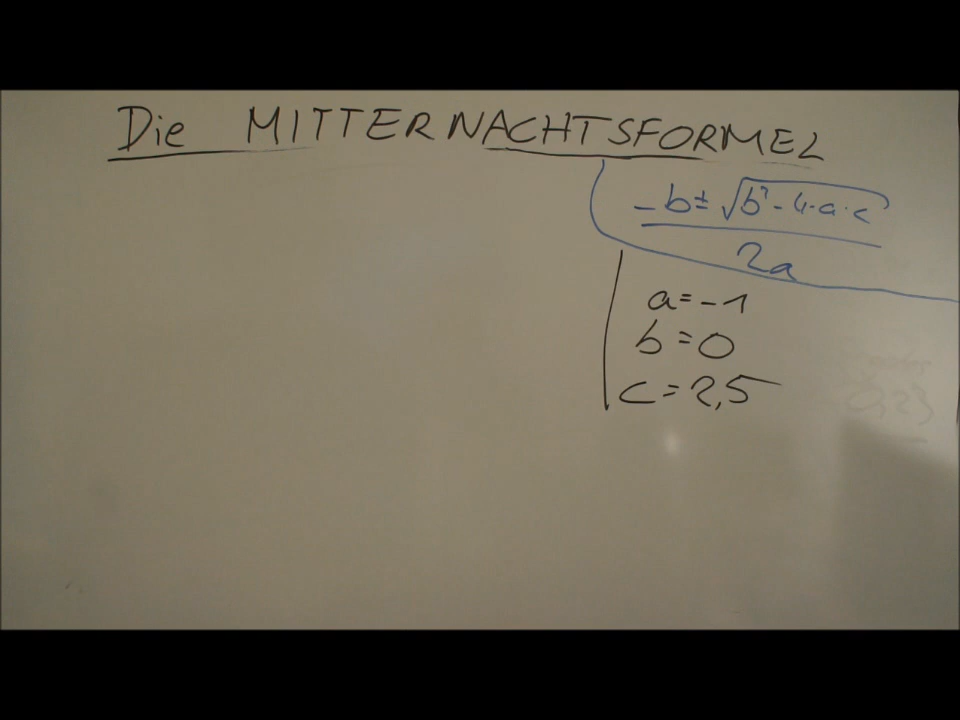 Die MITTERNACHTSFORMEL
-b ± √b²-4·a·c
2a
a=-1
b=0
c=2,5